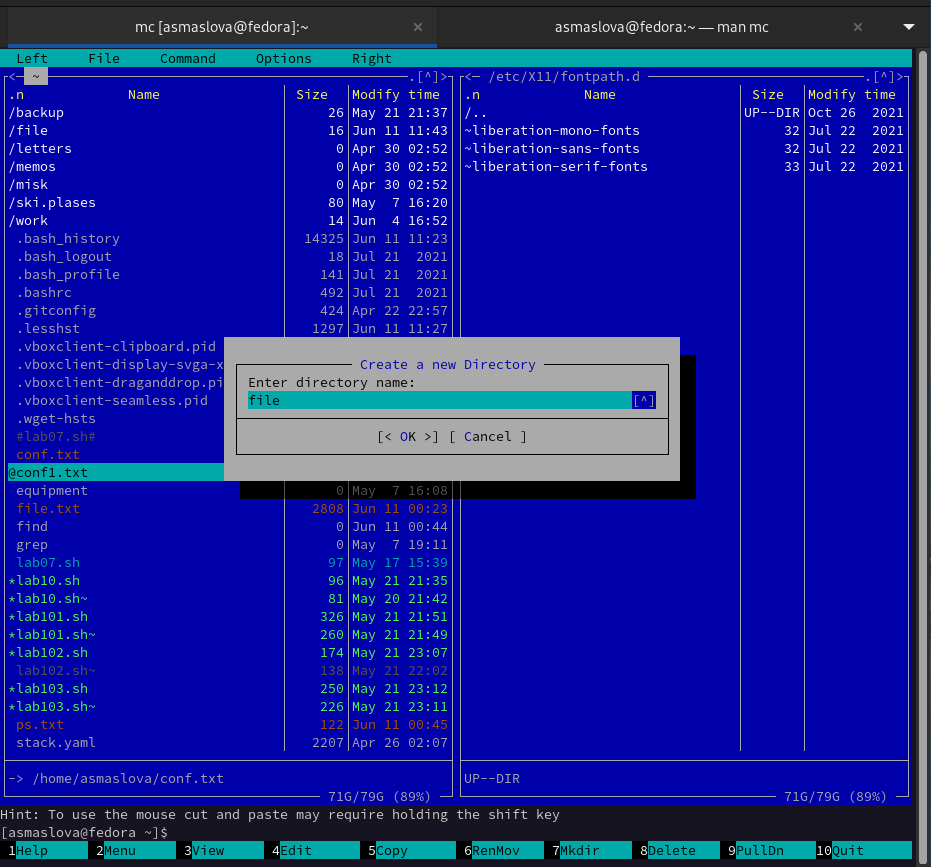 mc [asmaslova@fedora]:~ × asmaslova@fedora:~ — man mc ×
Left File Command Options Right
<─ ~ .[^]> <─ /etc/X11/fontpath.d .[^]>
.n Name Size Modify time .n Name Size Modify time
/backup 26 May 21 21:37 /.. UP--DIR Oct 26 2021
/file 16 Jun 11 11:43 ~liberation-mono-fonts 32 Jul 22 2021
/letters 0 Apr 30 02:52 ~liberation-sans-fonts 32 Jul 22 2021
/memos 0 Apr 30 02:52 ~liberation-serif-fonts 33 Jul 22 2021
/misk 0 Apr 30 02:52
/ski.plases 80 May 7 16:20
/work 14 Jun 4 16:52
.bash_history 14325 Jun 11 11:23
.bash_logout 18 Jul 21 2021
.bash_profile 141 Jul 21 2021
.bashrc 492 Jul 21 2021
.gitconfig 424 Apr 22 22:57
.lesshst 1297 Jun 11 11:27
.vboxclient-clipboard.pid
.vboxclient-display-svga-x
Create a new Directory
.vboxclient-draganddrop.pi
Enter directory name:
.vboxclient-seamless.pid
file [^]
.wget-hsts
#lab07.sh#
[< OK >] [ Cancel ]
conf.txt
@conf1.txt
equipment 0 May 7 16:08
file.txt 2808 Jun 11 00:23
find 0 Jun 11 00:44
grep 0 May 7 19:11
lab07.sh 97 May 17 15:39
*lab10.sh 96 May 21 21:35
*lab10.sh~ 81 May 20 21:42
*lab101.sh 326 May 21 21:51
*lab101.sh~ 260 May 21 21:49
*lab102.sh 174 May 21 23:07
lab102.sh~ 138 May 21 22:02
*lab103.sh 250 May 21 23:12
*lab103.sh~ 226 May 21 23:11
ps.txt 122 Jun 11 00:45
stack.yaml 2207 Apr 26 02:07
-> /home/asmaslova/conf.txt UP--DIR
71G/79G (89%) 71G/79G (89%)
Hint: To use the mouse cut and paste may require holding the shift key
[asmaslova@fedora ~]$
1Help 2Menu 3View 4Edit 5Copy 6RenMov 7Mkdir 8Delete 9PullDn 10Quit